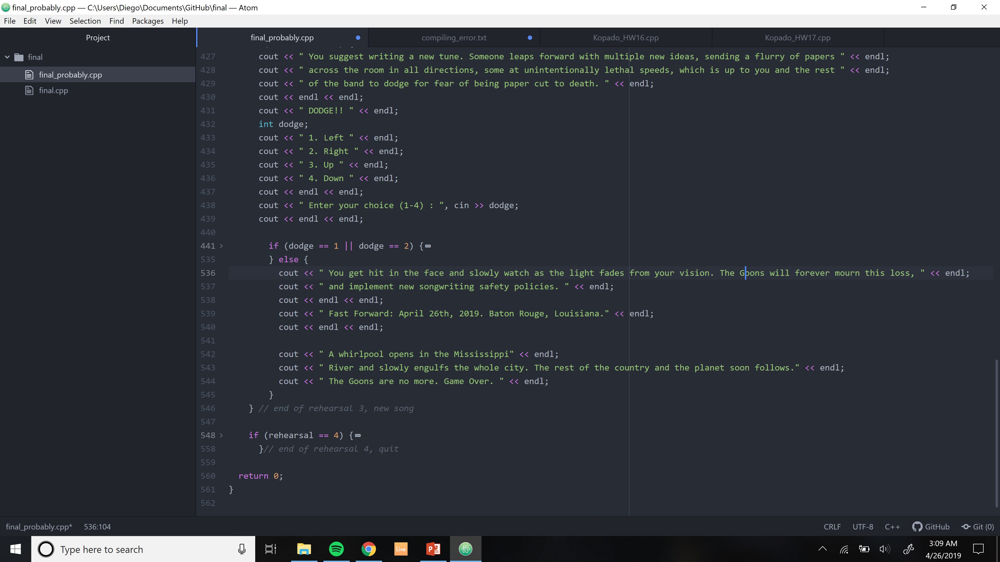 final_probably.cpp — C:\Users\Diego\Documents\GitHub\final — Atom
File Edit View Selection Find Packages Help
Project
final_probably.cpp
compiling_error.txt
Kopado_HW16.cpp
Kopado_HW17.cpp
final
final_probably.cpp
final.cpp
427 cout << " You suggest writing a new tune. Someone leaps forward with multiple new ideas, sending a flurry of papers " << endl;
428 cout << " across the room in all directions, some at unintentionally lethal speeds, which is up to you and the rest " << endl;
429 cout << " of the band to dodge for fear of being paper cut to death. " << endl;
430 cout << endl << endl;
431 cout << " DODGE!! " << endl;
432 int dodge;
433 cout << " 1. Left " << endl;
434 cout << " 2. Right " << endl;
435 cout << " 3. Up " << endl;
436 cout << " 4. Down " << endl;
437 cout << endl << endl;
438 cout << " Enter your choice (1-4) : ", cin >> dodge;
439 cout << endl << endl;
440
441 if (dodge == 1 || dodge == 2) {
535 } else {
536 cout << " You get hit in the face and slowly watch as the light fades from your vision. The Goons will forever mourn this loss, " << endl;
537 cout << " and implement new songwriting safety policies. " << endl;
538 cout << endl << endl;
539 cout << " Fast Forward: April 26th, 2019. Baton Rouge, Louisiana." << endl;
540 cout << endl << endl;
541
542 cout << " A whirlpool opens in the Mississippi" << endl;
543 cout << " River and slowly engulfs the whole city. The rest of the country and the planet soon follows." << endl;
544 cout << " The Goons are no more. Game Over. " << endl;
545 }
546 } // end of rehearsal 3, new song
547
548 if (rehearsal == 4) {
558 }// end of rehearsal 4, quit
559
560 return 0;
561 }
562
final_probably.cpp* 536:104 CRLF UTF-8 C++ GitHub Git (0)
Type here to search
Live
3:09 AM
4/26/2019